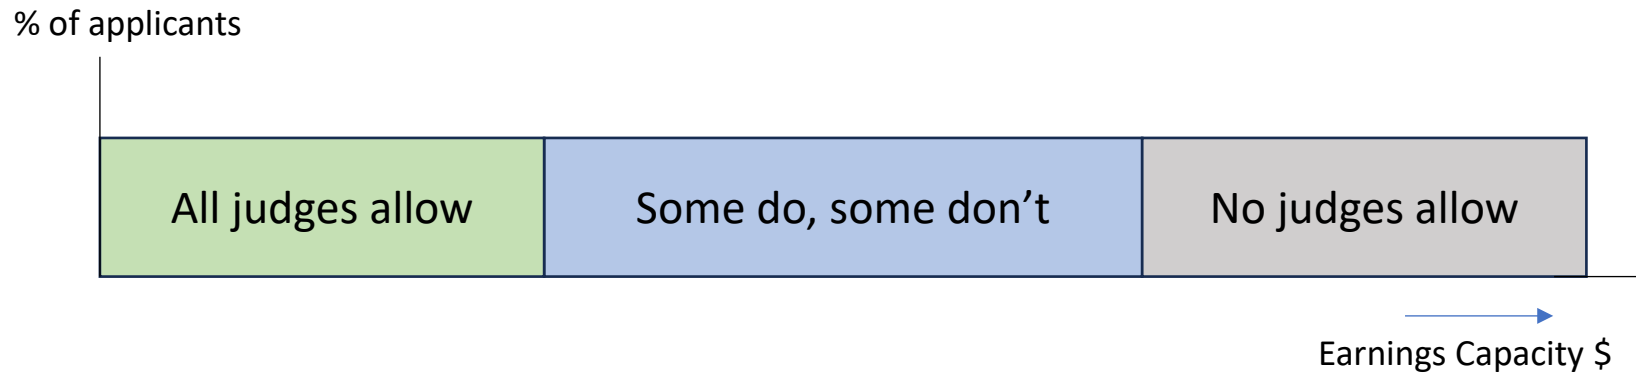 % of applicants
All judges allow
Some do, some don’t
No judges allow
Earnings Capacity $